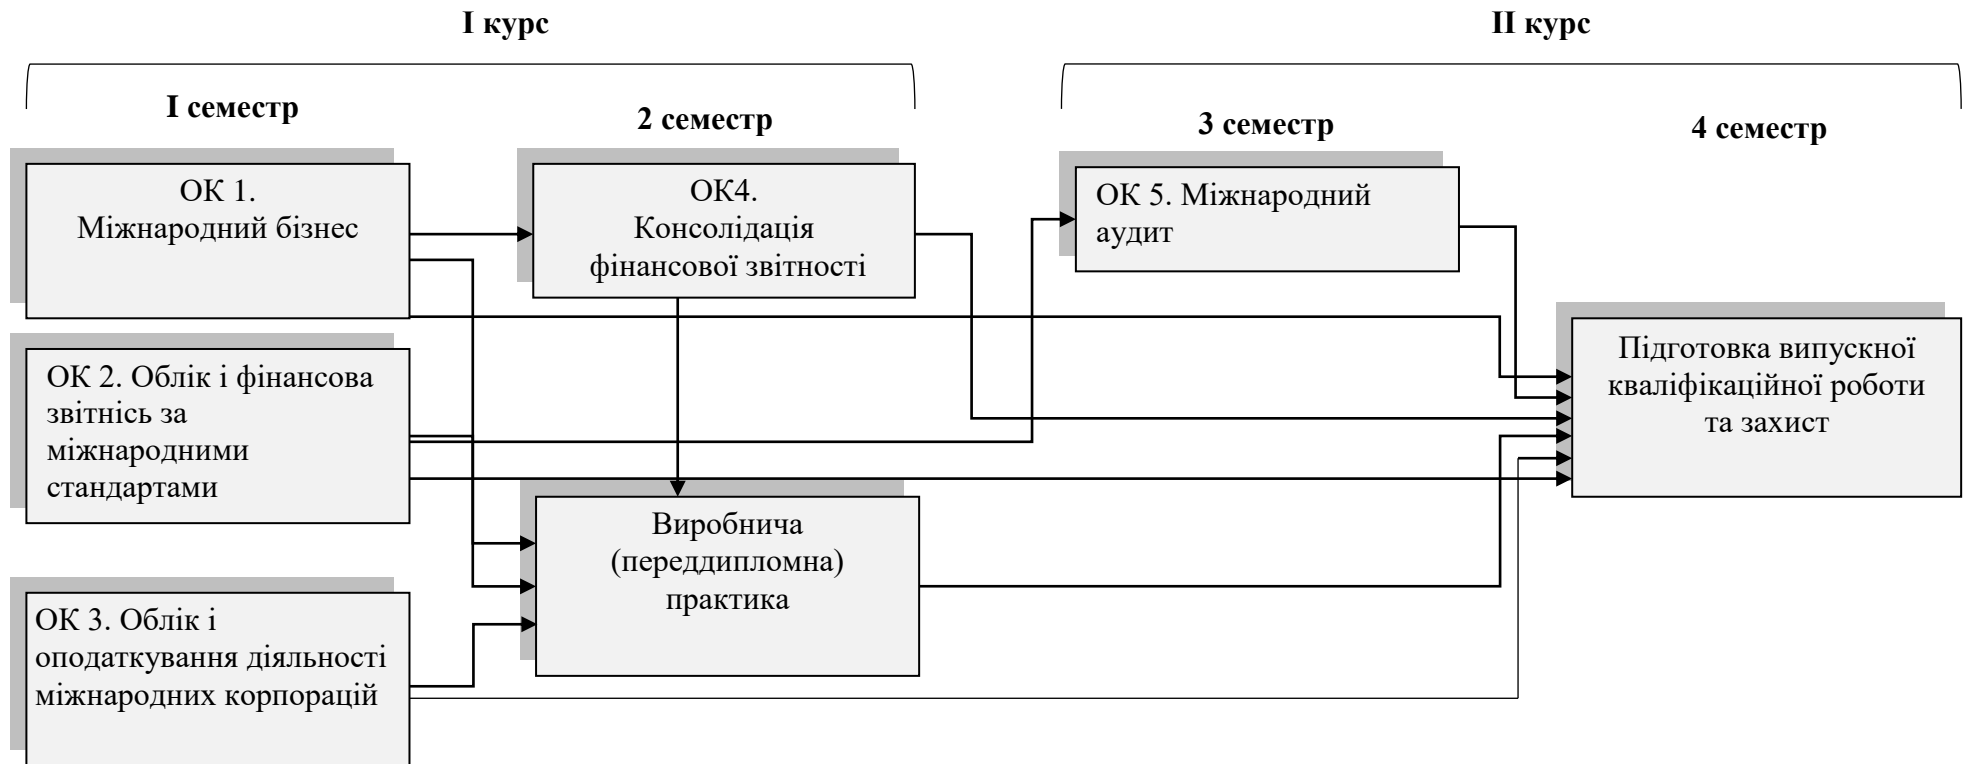 І курс
ІІ курс
І семестр
2 семестр
3 семестр
4 семестр
ОК 1.
Міжнародний бізнес
ОК4.
Консолідація
фінансової звітності
ОК 5. Міжнародний
аудит
ОК 2. Облік і фінансова
звітнісь за
міжнародними
стандартами
Підготовка випускної
кваліфікаційної роботи
та захист
Виробнича
(переддипломна)
практика
ОК 3. Облік і
оподаткування діяльності
міжнародних корпорацій